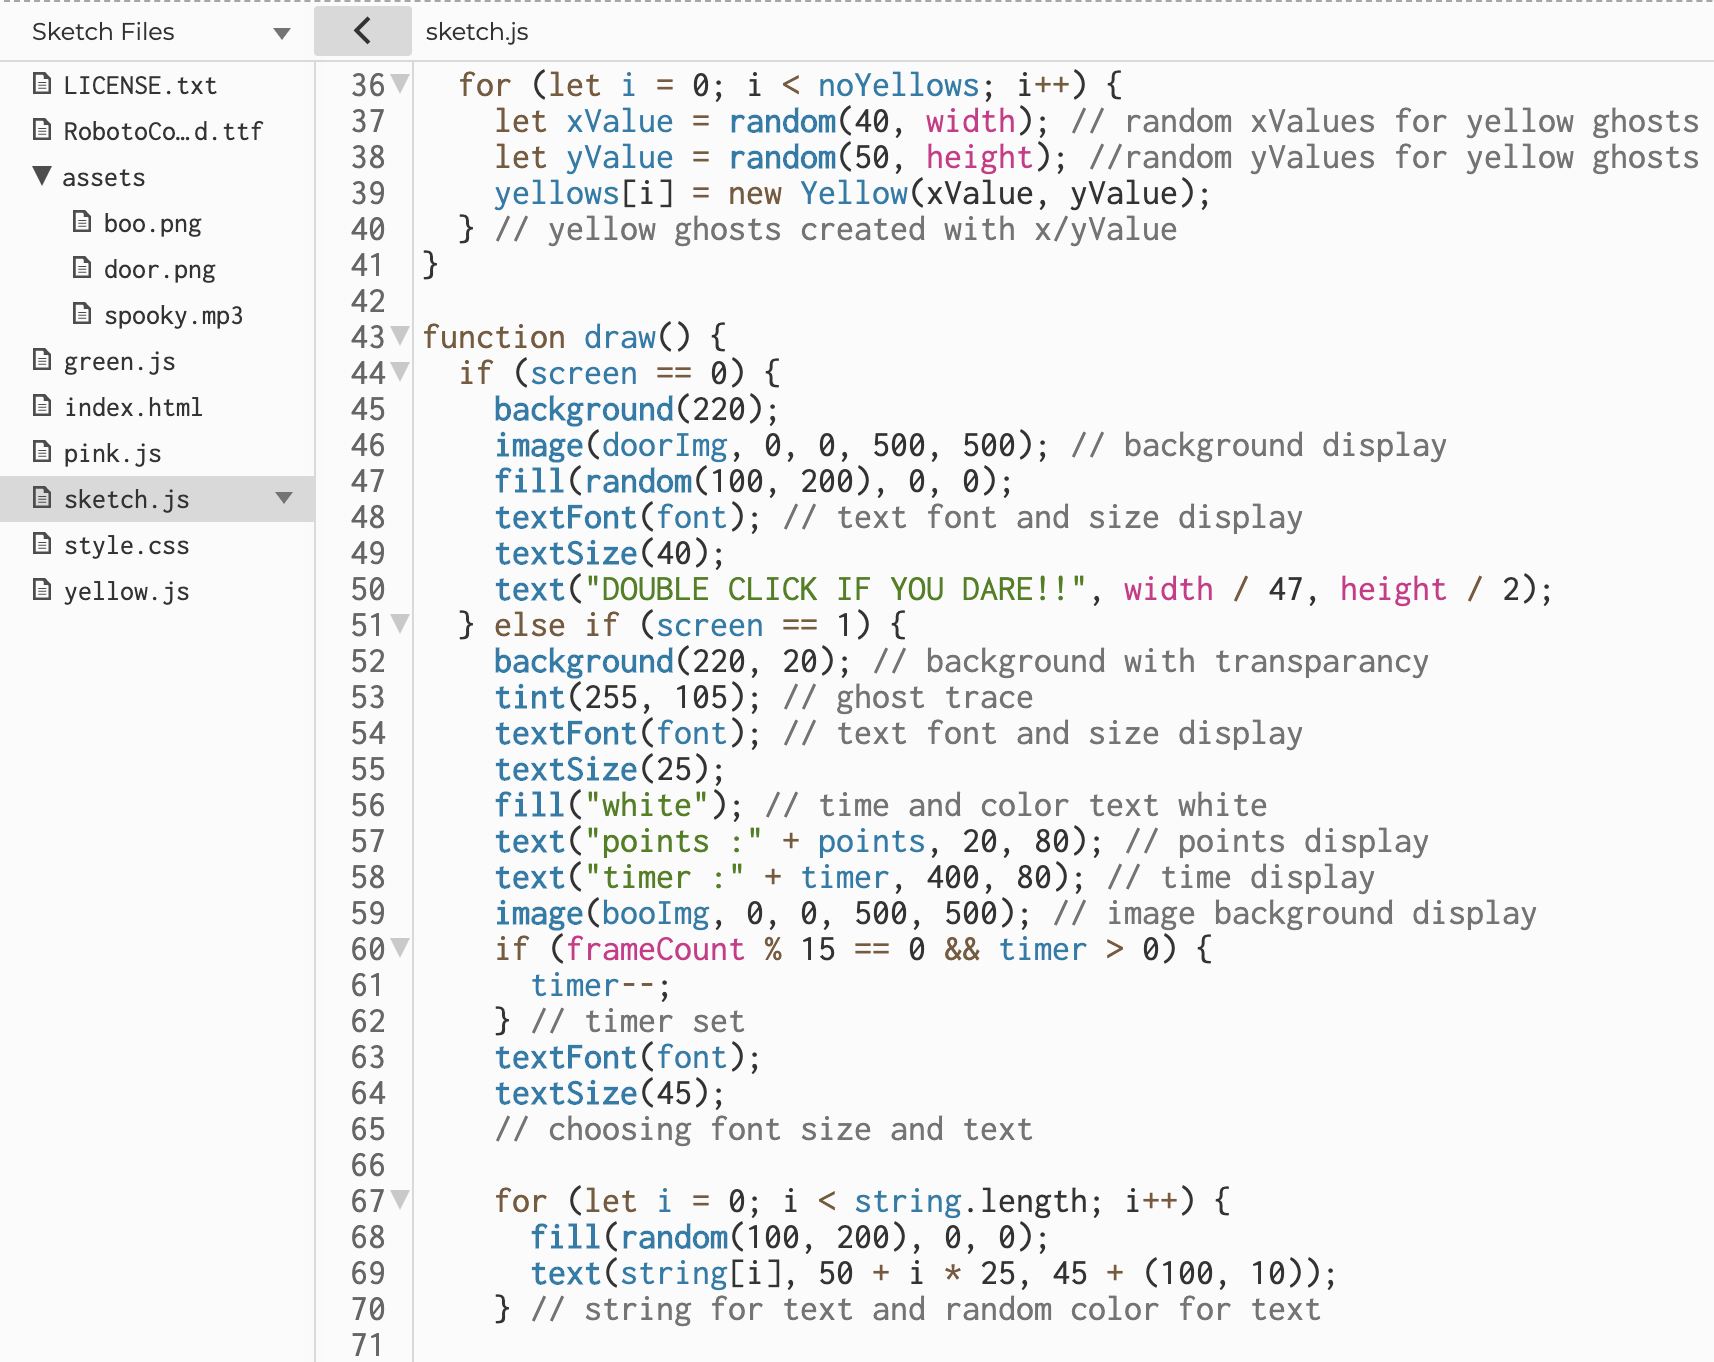 Sketch Files
sketch.js
LICENSE.txt
RobotoCo…d.ttf
assets
boo.png
door.png
spooky.mp3
green.js
index.html
pink.js
sketch.js
style.css
yellow.js
36 for (let i = 0; i < noYellows; i++) {
37 let xValue = random(40, width); // random xValues for yellow ghosts
38 let yValue = random(50, height); //random yValues for yellow ghosts
39 yellows[i] = new Yellow(xValue, yValue);
40 } // yellow ghosts created with x/yValue
41 }
42
43 function draw() {
44 if (screen == 0) {
45 background(220);
46 image(doorImg, 0, 0, 500, 500); // background display
47 fill(random(100, 200), 0, 0);
48 textFont(font); // text font and size display
49 textSize(40);
50 text("DOUBLE CLICK IF YOU DARE!!", width / 47, height / 2);
51 } else if (screen == 1) {
52 background(220, 20); // background with transparancy
53 tint(255, 105); // ghost trace
54 textFont(font); // text font and size display
55 textSize(25);
56 fill("white"); // time and color text white
57 text("points :" + points, 20, 80); // points display
58 text("timer :" + timer, 400, 80); // time display
59 image(booImg, 0, 0, 500, 500); // image background display
60 if (frameCount % 15 == 0 && timer > 0) {
61 timer--;
62 } // timer set
63 textFont(font);
64 textSize(45);
65 // choosing font size and text
66
67 for (let i = 0; i < string.length; i++) {
68 fill(random(100, 200), 0, 0);
69 text(string[i], 50 + i * 25, 45 + (100, 10));
70 } // string for text and random color for text
71